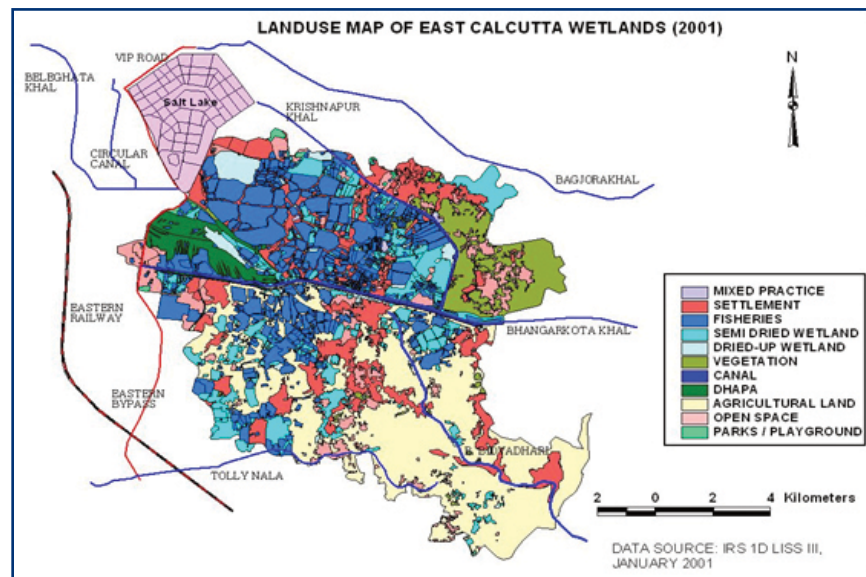 LANDUSE MAP OF EAST CALCUTTA WETLANDS (2001)
VIP ROAD
BELEGHATA
KHAL
Salt Lake
KRISHNAPUR
KHAL
N
CIRCULAR
CANAL
BAGJORAKHAL
EASTERN
RAILWAY
BHANGARKOTA KHAL
EASTERN
BYPASS
R. BIDYADHARI
TOLLY NALA
MIXED PRACTICE
SETTLEMENT
FISHERIES
SEMI DRIED WETLAND
DRIED-UP WETLAND
VEGETATION
CANAL
DHAPA
AGRICULTURAL LAND
OPEN SPACE
PARKS / PLAYGROUND
2 0 2 4 Kilometers
DATA SOURCE: IRS 1D LISS III,
JANUARY 2001